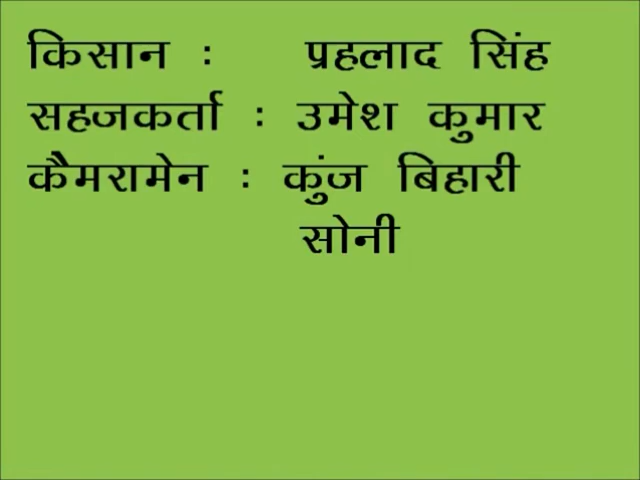 किसान : प्रहलाद सिंह
सहजकर्ता : उमेश कुमार
कैमरामेन : कुंज बिहारी
सोनी